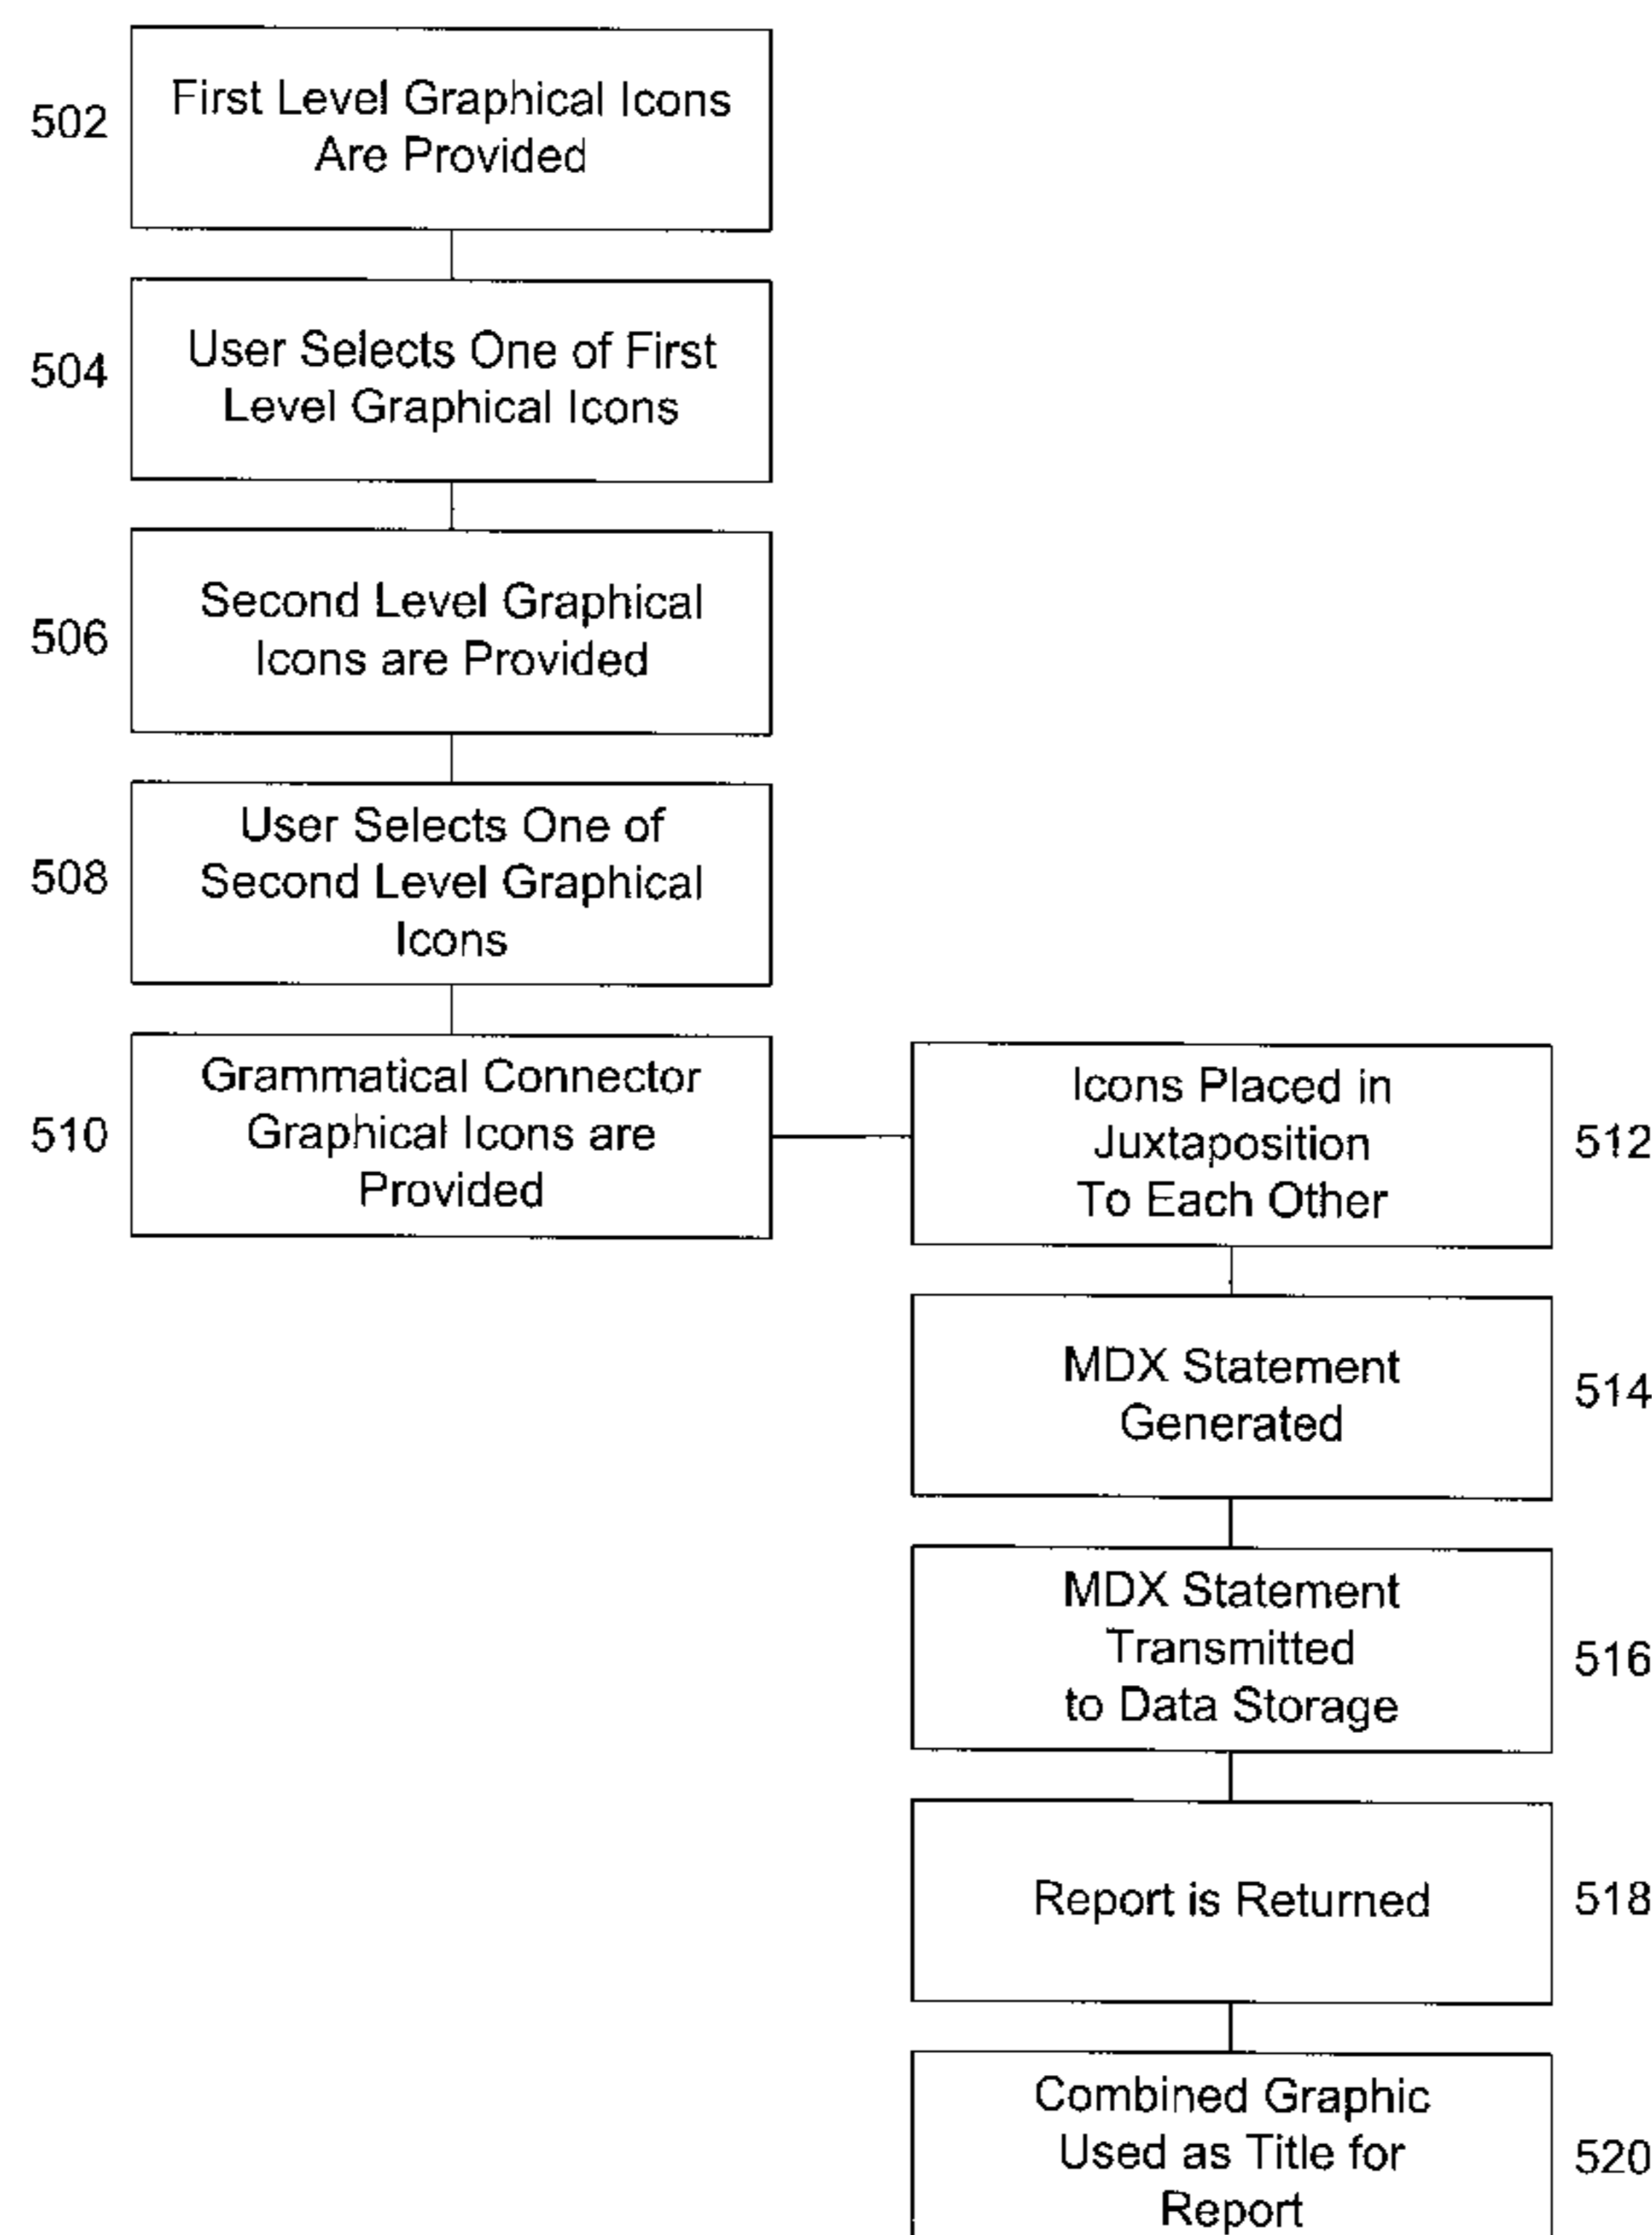 502
First Level Graphical Icons
Are Provided
504
User Selects One of First
Level Graphical Icons
506
Second Level Graphical
Icons are Provided
508
User Selects One of
Second Level Graphical
Icons
510
Grammatical Connector
Graphical Icons are
Provided
Icons Placed in
Juxtaposition
To Each Other
512
MDX Statement
Generated
514
MDX Statement
Transmitted
to Data Storage
516
Report is Returned
518
Combined Graphic
Used as Title for
Report
520